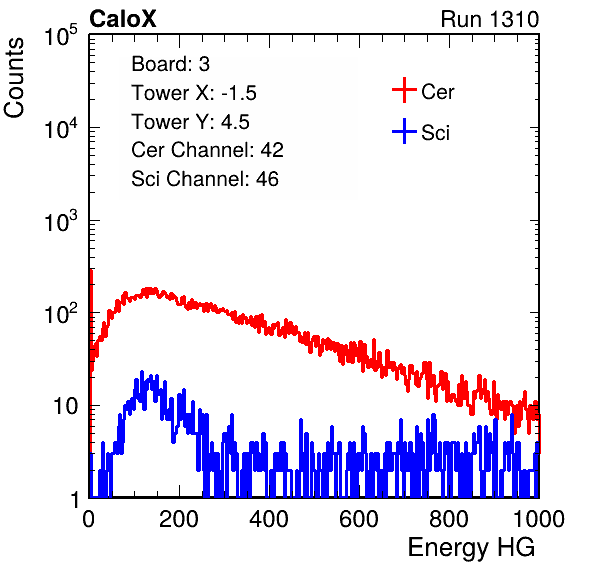 CaloX Run 1310
Counts
Board: 3
Tower X: -1.5
Tower Y: 4.5
Cer Channel: 42
Sci Channel: 46
Cer
Sci
10^5
10^4
10^3
10^2
10
1
0 200 400 600 800 1000
Energy HG